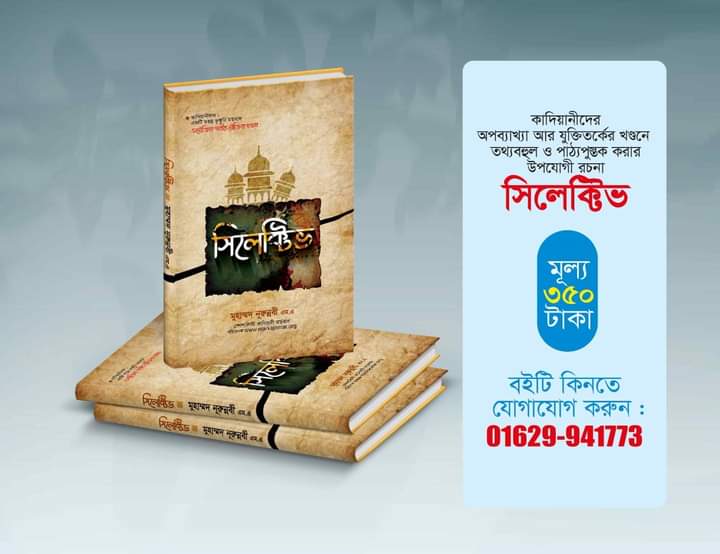 সিলেক্টিভ
মুহাম্মদ নূরুন্নবী এম.এ
সিলেক্টিভ
সিলেক্টিভ
মুহাম্মদ নূরুন্নবী এম.এ
সিলেক্টিভ
মুহাম্মদ নূরুন্নবী এম.এ
কাদিয়ানীদের
অপব্যাখ্যা আর যুক্তিতর্কের খণ্ডনে
তথ্যবহুল ও পাঠ্যপুস্তক করার
উপযোগী রচনা
সিলেক্টিভ
মূল্য
৩৫০
টাকা
বইটি কিনতে
যোগাযোগ করুন :
01629-941773